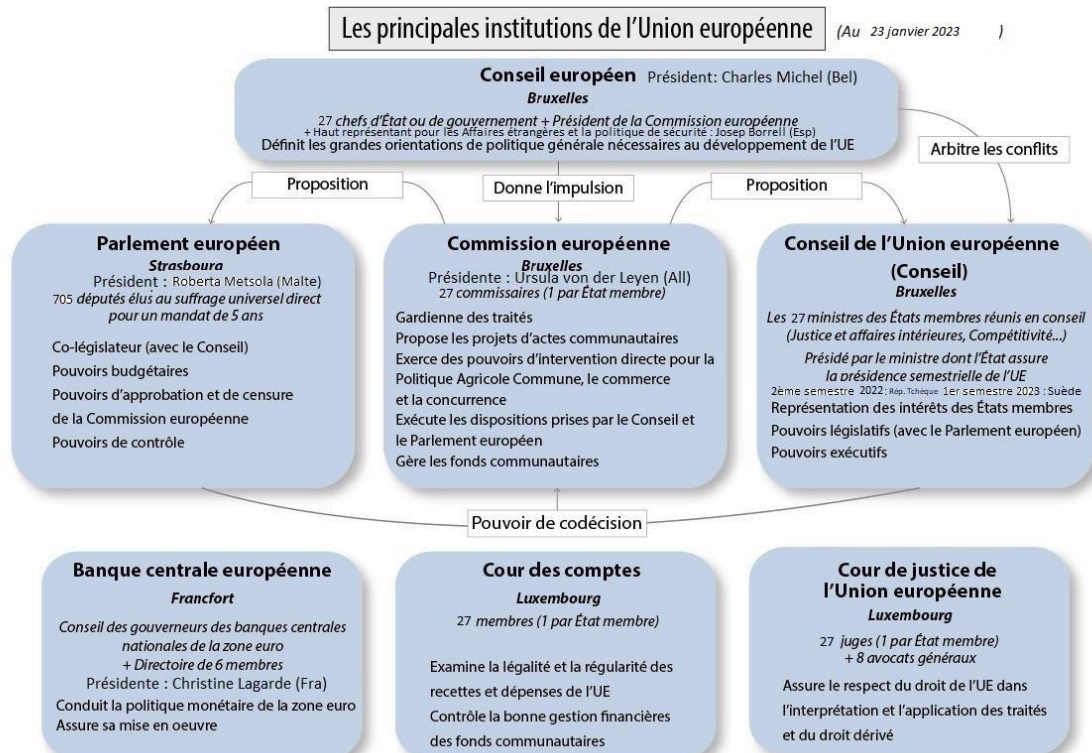 Les principales institutions de l'Union européenne (Au 23 janvier 2023 )
Conseil européen Président: Charles Michel (Bel)
Bruxelles
27 chefs d'État ou de gouvernement + Président de la Commission européenne
+ Haut représentant pour les Affaires étrangères et la politique de sécurité : Josep Borrell (Esp)
Définit les grandes orientations de politique générale nécessaires au développement de l'UE
Arbitre les conflits
Proposition
Donne l'impulsion
Proposition
Parlement européen
Strasboura
Président : Roberta Metsola (Malte)
705 députés élus au suffrage universel direct
pour un mandat de 5 ans
Co-législateur (avec le Conseil)
Pouvoirs budgétaires
Pouvoirs d'approbation et de censure
de la Commission européenne
Pouvoirs de contrôle
Commission européenne
Bruxelles
Présidente : Ursula von der Leyen (All)
27 commissaires (1 par État membre)
Gardienne des traités
Propose les projets d'actes communautaires
Exerce des pouvoirs d'intervention directe pour la
Politique Agricole Commune, le commerce
et la concurrence
Exécute les dispositions prises par le Conseil et
le Parlement européen
Gère les fonds communautaires
Conseil de l'Union européenne
(Conseil)
Bruxelles
Les 27 ministres des États membres réunis en conseil
(Justice et affaires intérieures, Compétitivité...)
Présidé par le ministre dont l'État assure
la présidence semestrielle de l'UE
2ème semestre 2022 : Rép. Tchèque 1er semestre 2023 : Suède
Représentation des intérêts des États membres
Pouvoirs législatifs (avec le Parlement européen)
Pouvoirs exécutifs
Pouvoir de codécision
Banque centrale européenne
Francfort
Conseil des gouverneurs des banques centrales
nationales de la zone euro
+ Directoire de 6 membres
Présidente : Christine Lagarde (Fra)
Conduit la politique monétaire de la zone euro
Assure sa mise en oeuvre
Cour des comptes
Luxembourg
27 membres (1 par État membre)
Examine la légalité et la régularité des
recettes et dépenses de l'UE
Contrôle la bonne gestion financières
des fonds communautaires
Cour de justice de
l'Union européenne
Luxembourg
27 juges (1 par État membre)
+ 8 avocats généraux
Assure le respect du droit de l'UE dans
l'interprétation et l'application des traités
et du droit dérivé